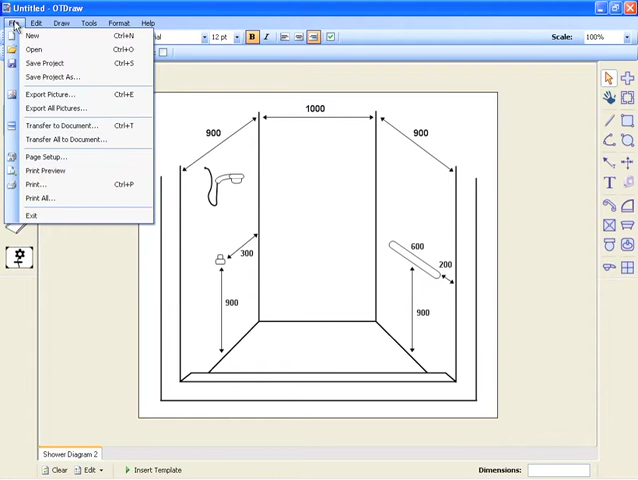 Untitled - OTDraw
Edit Draw Tools Format Help
12 pt B I Scale: 100%
New Ctrl+N
Open Ctrl+O
Save Project Ctrl+S
Save Project As...
Export Picture... Ctrl+E
Export All Pictures...
Transfer to Document... Ctrl+T
Transfer All to Document...
Page Setup...
Print Preview
Print... Ctrl+P
Print All...
Exit
1000
900 900
300 600
200
900 900
Shower Diagram 2
Clear Edit Insert Template Dimensions: